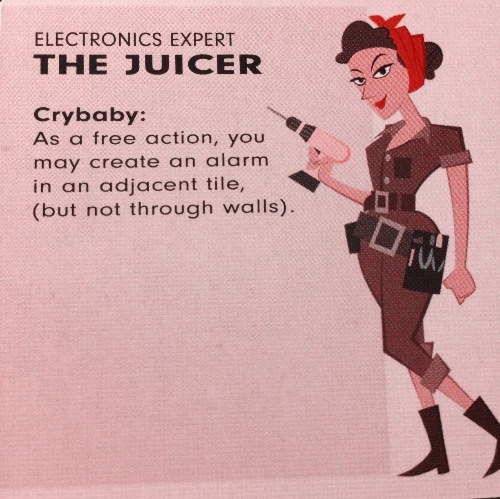 ELECTRONICS EXPERT
THE JUICER
Crybaby:
As a free action, you
may create an alarm
in an adjacent tile,
(but not through walls).